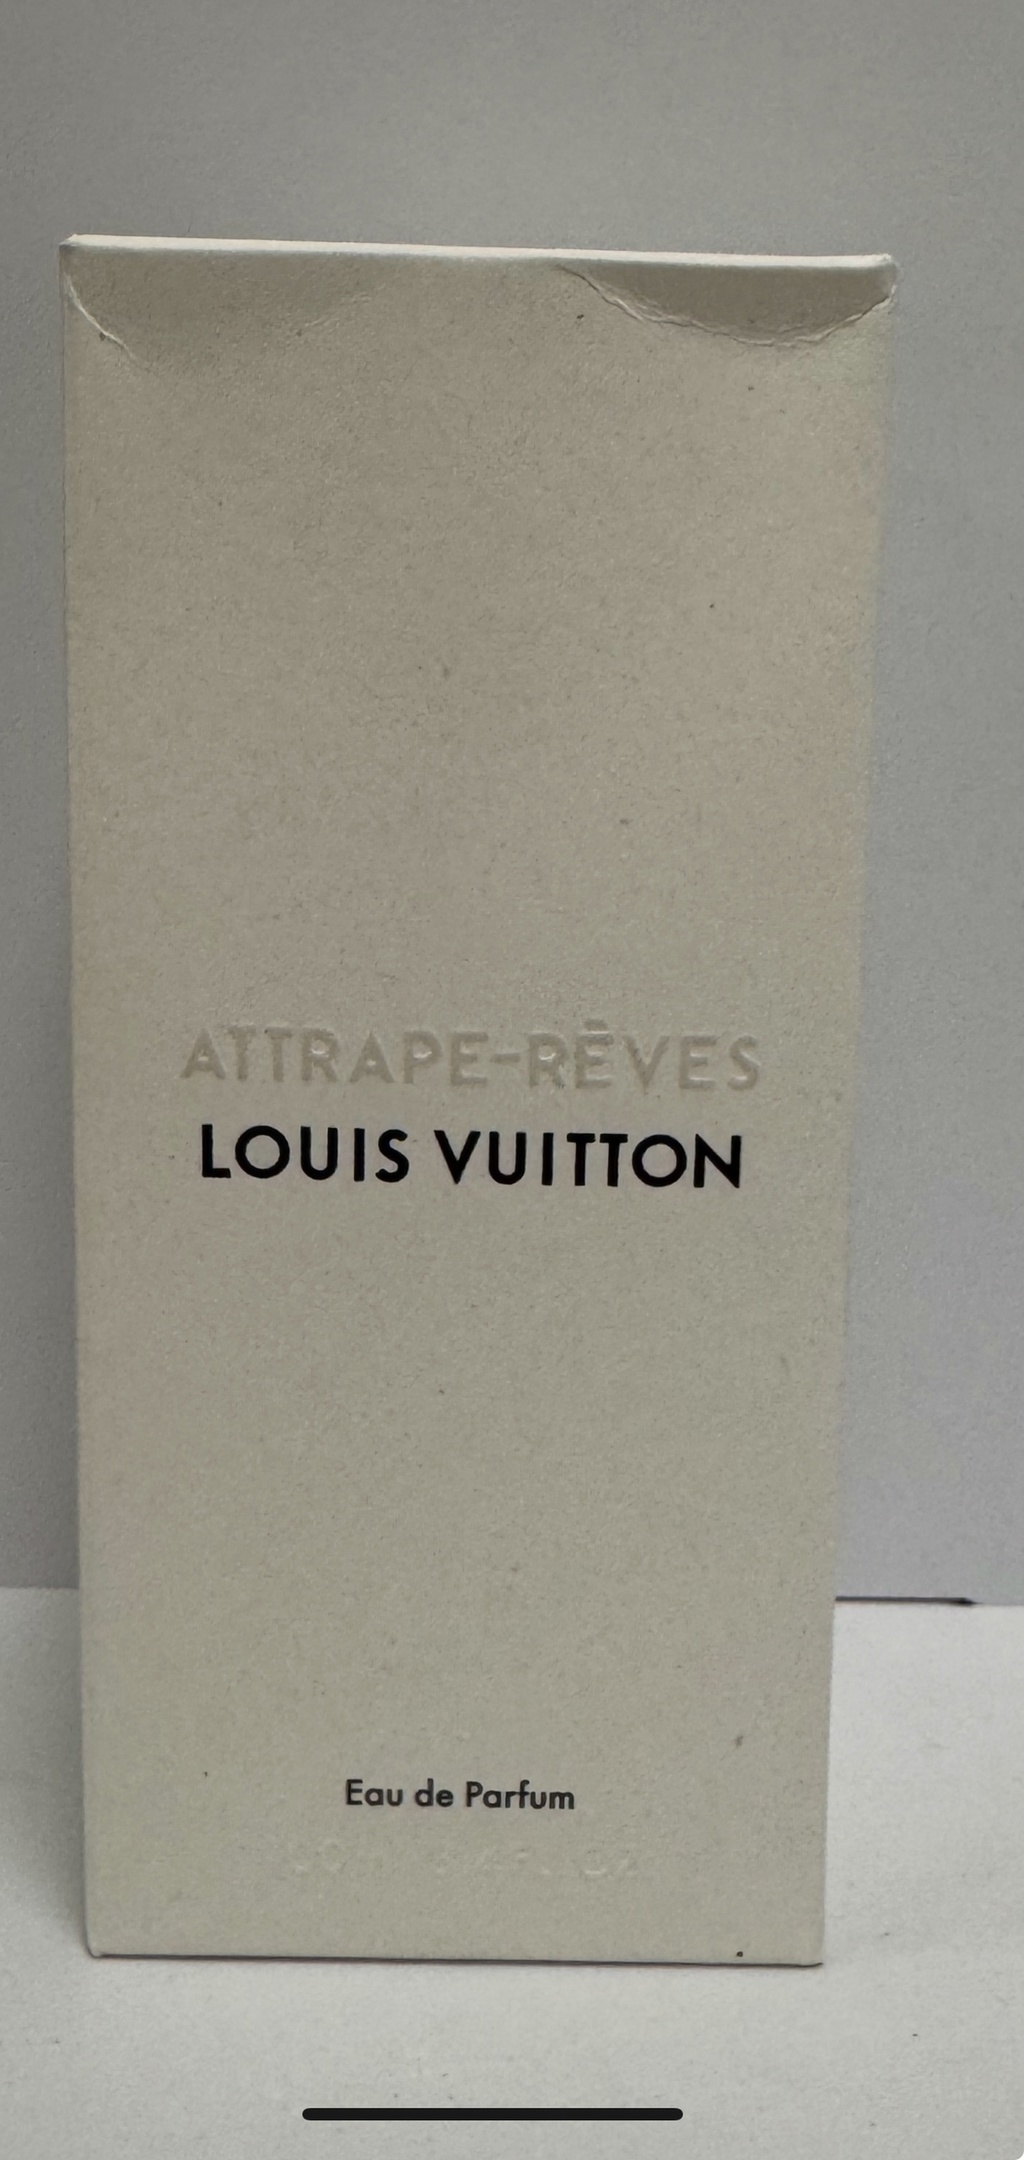 ATTRAPE-RÊVES
LOUIS VUITTON
Eau de Parfum